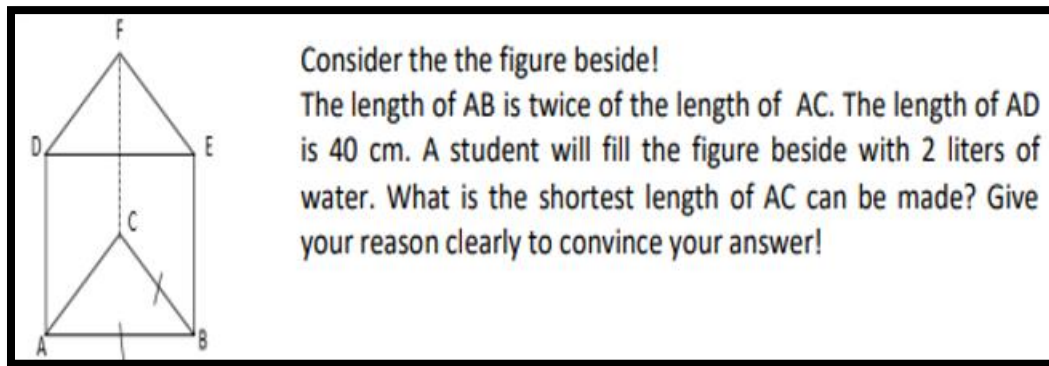 F
Consider the the figure beside!
The length of AB is twice of the length of AC. The length of AD
D
E
is 40 cm. A student will fill the figure beside with 2 liters of
water. What is the shortest length of AC can be made? Give
C
your reason clearly to convince your answer!
A
B